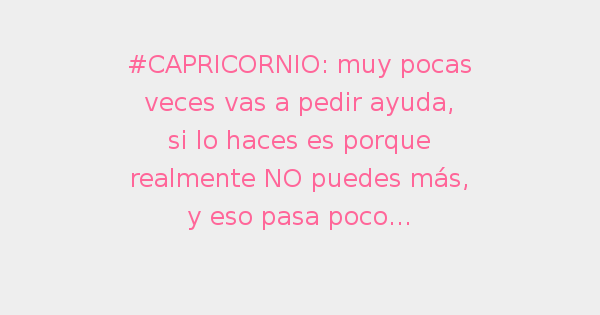 #CAPRICORNIO: muy pocas
veces vas a pedir ayuda,
si lo haces es porque
realmente NO puedes más,
y eso pasa poco...